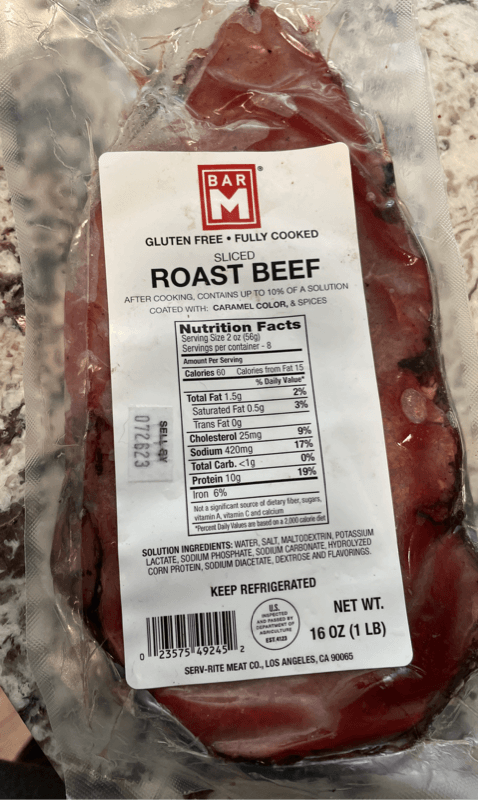 BAR
M®
GLUTEN FREE • FULLY COOKED
SLICED
ROAST BEEF
AFTER COOKING, CONTAINS UP TO 10% OF A SOLUTION
COATED WITH: CARAMEL COLOR, & SPICES
Nutrition Facts
Serving Size 2 oz (56g)
Servings per container - 8
Amount Per Serving
Calories 60 Calories from Fat 15
% Daily Value*
Total Fat 1.5g 2%
Saturated Fat 0.5g 3%
Trans Fat 0g
Cholesterol 25mg 9%
Sodium 420mg 17%
Total Carb. <1g 0%
Protein 10g 19%
Iron 6%
Not a significant source of dietary fiber, sugars,
vitamin A, vitamin C and calcium
*Percent Daily Values are based on a 2,000 calorie diet
SELL BY
072623
SOLUTION INGREDIENTS: WATER, SALT, MALTODEXTRIN, POTASSIUM
LACTATE, SODIUM PHOSPHATE, SODIUM CARBONATE, HYDROLYZED
CORN PROTEIN, SODIUM DIACETATE, DEXTROSE AND FLAVORINGS.
KEEP REFRIGERATED
U.S.
INSPECTED
AND PASSED BY
DEPARTMENT OF
AGRICULTURE
EST.4123
NET WT.
16 OZ (1 LB)
0 23575 49245 2
SERV-RITE MEAT CO., LOS ANGELES, CA 90065